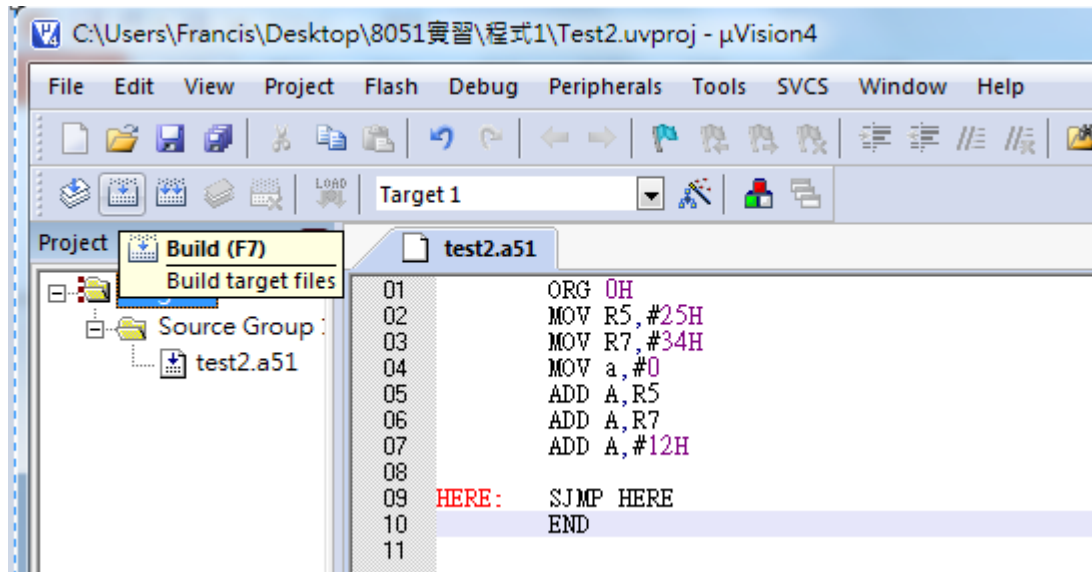 C:\Users\Francis\Desktop\8051實習\程式1\Test2.uvproj - µVision4
File Edit View Project Flash Debug Peripherals Tools SVCS Window Help
LOAD Target 1
Project
Build (F7)
Build target files
Source Group
test2.a51
test2.a51
01 ORG 0H
02 MOV R5,#25H
03 MOV R7,#34H
04 MOV a,#0
05 ADD A,R5
06 ADD A,R7
07 ADD A,#12H
08
09 HERE: SJMP HERE
10 END
11